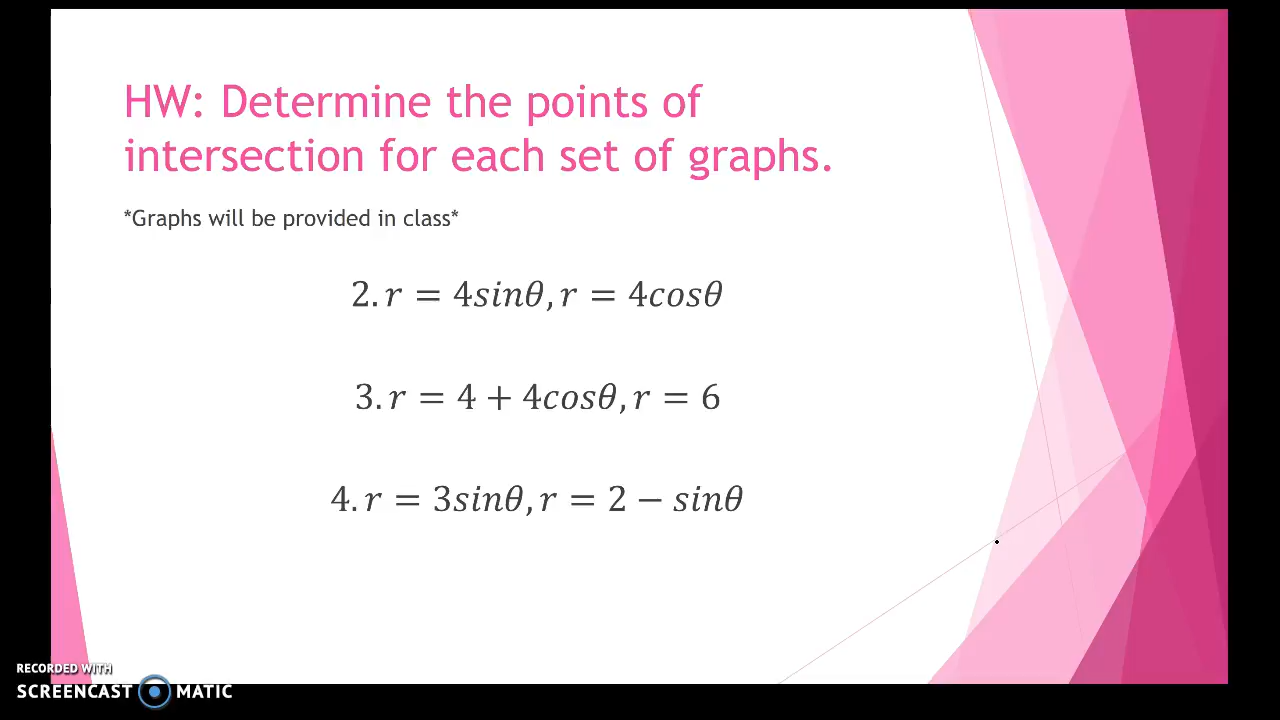 HW: Determine the points of
intersection for each set of graphs.
*Graphs will be provided in class*
2. r = 4sinθ, r = 4cosθ
3. r = 4 + 4cosθ, r = 6
4. r = 3sinθ, r = 2 − sinθ
RECORDED WITH
SCREENCAST MATIC